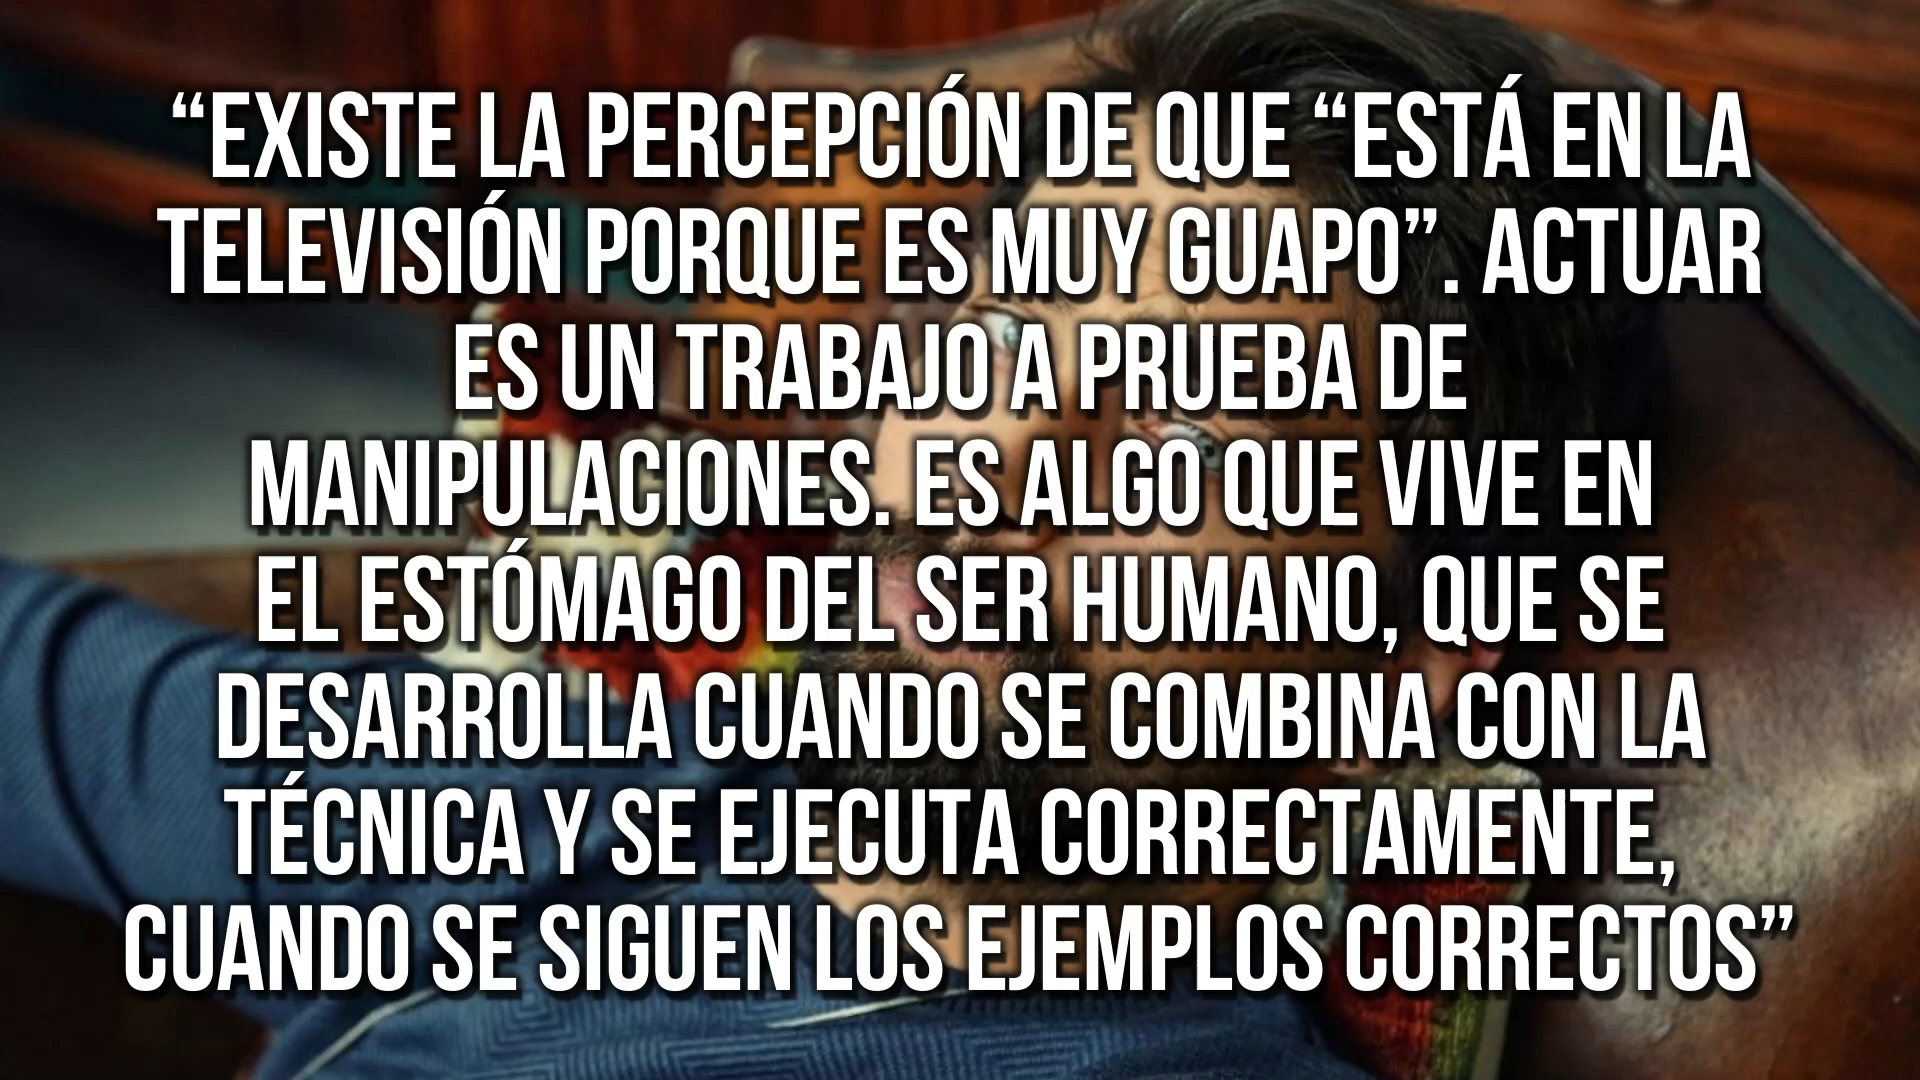 “EXISTE LA PERCEPCIÓN DE QUE “ESTÁ EN LA
TELEVISIÓN PORQUE ES MUY GUAPO”. ACTUAR
ES UN TRABAJO A PRUEBA DE
MANIPULACIONES. ES ALGO QUE VIVE EN
EL ESTÓMAGO DEL SER HUMANO, QUE SE
DESARROLLA CUANDO SE COMBINA CON LA
TÉCNICA Y SE EJECUTA CORRECTAMENTE,
CUANDO SE SIGUEN LOS EJEMPLOS CORRECTOS”